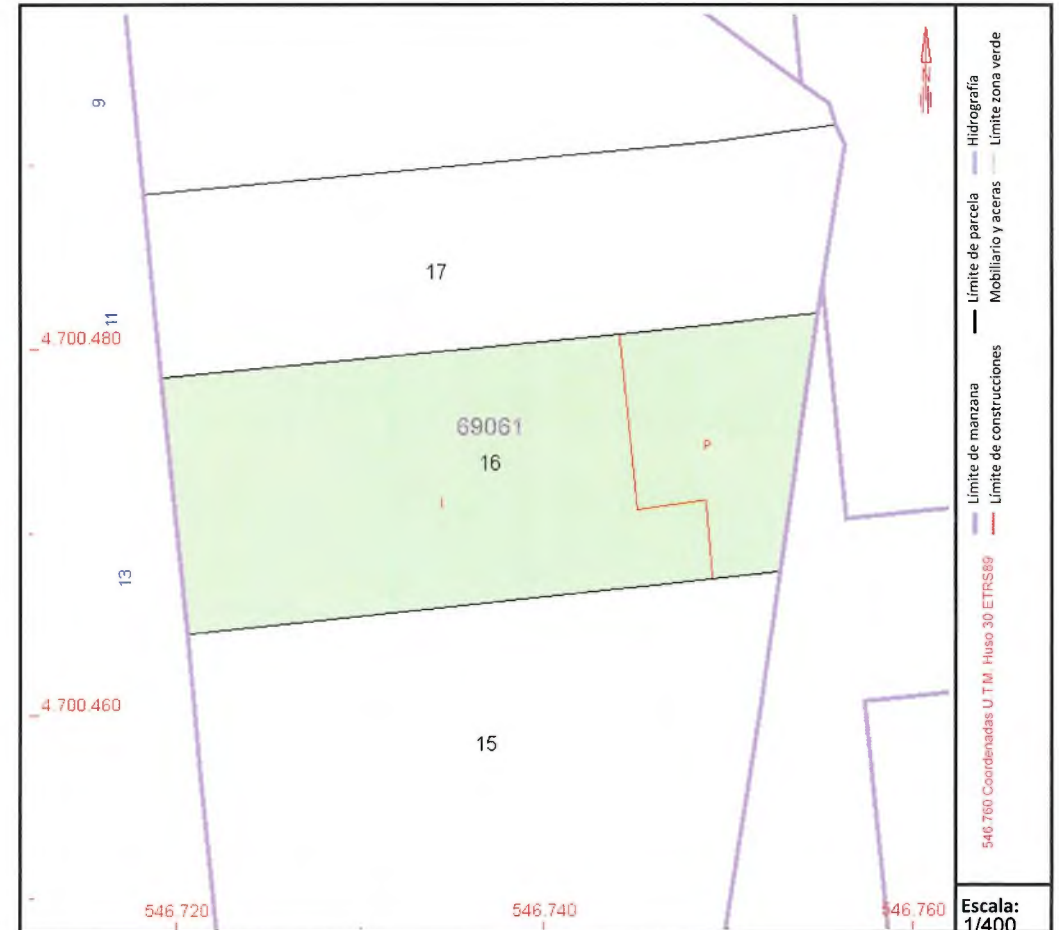 9
17
11
4.700.480
69061
16
P
I
13
4.700.460
15
546.720
546.740
546.760
Límite de manzana
Límite de parcela
Hidrografía
Límite de construcciones
Mobiliario y aceras
Límite zona verde
546.760 Coordenadas U.T.M. Huso 30 ETRS89
Escala:
1/400